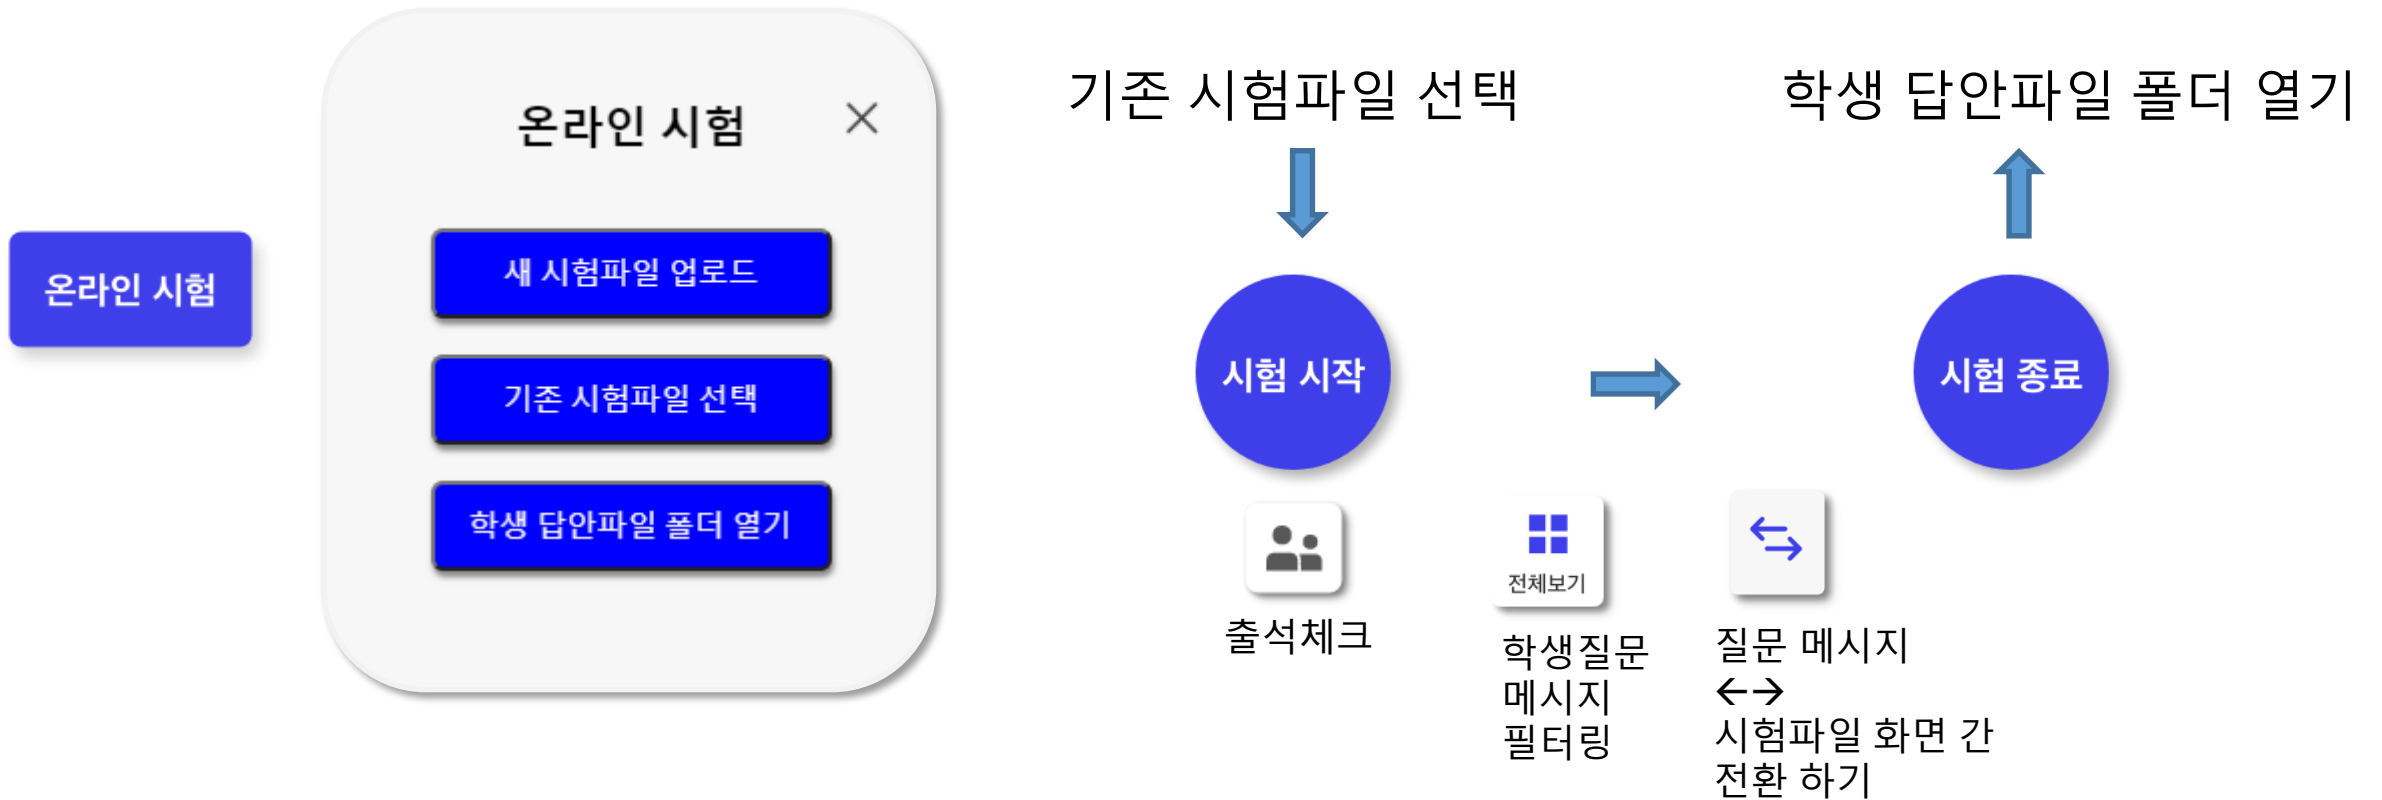 온라인 시험
온라인 시험
새 시험파일 업로드
기존 시험파일 선택
학생 답안파일 폴더 열기
기존 시험파일 선택
학생 답안파일 폴더 열기
시험 시작
시험 종료
출석체크
전체보기
학생질문
메시지
필터링
질문 메시지
←→
시험파일 화면 간
전환 하기